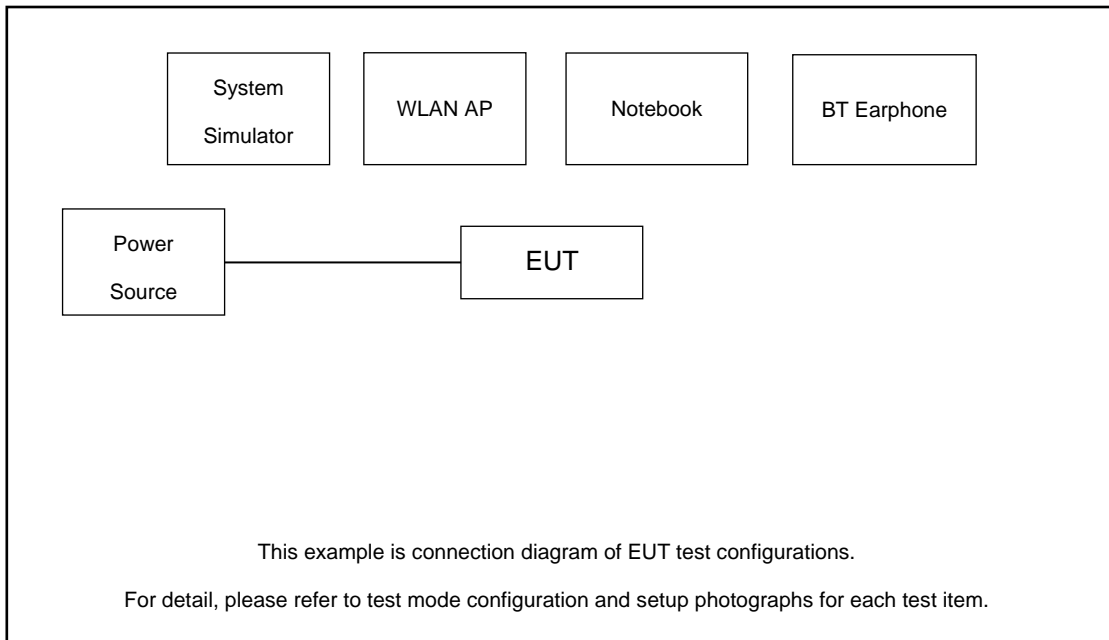 System
Simulator
WLAN AP
Notebook
BT Earphone
Power
Source
EUT
This example is connection diagram of EUT test configurations.
For detail, please refer to test mode configuration and setup photographs for each test item.